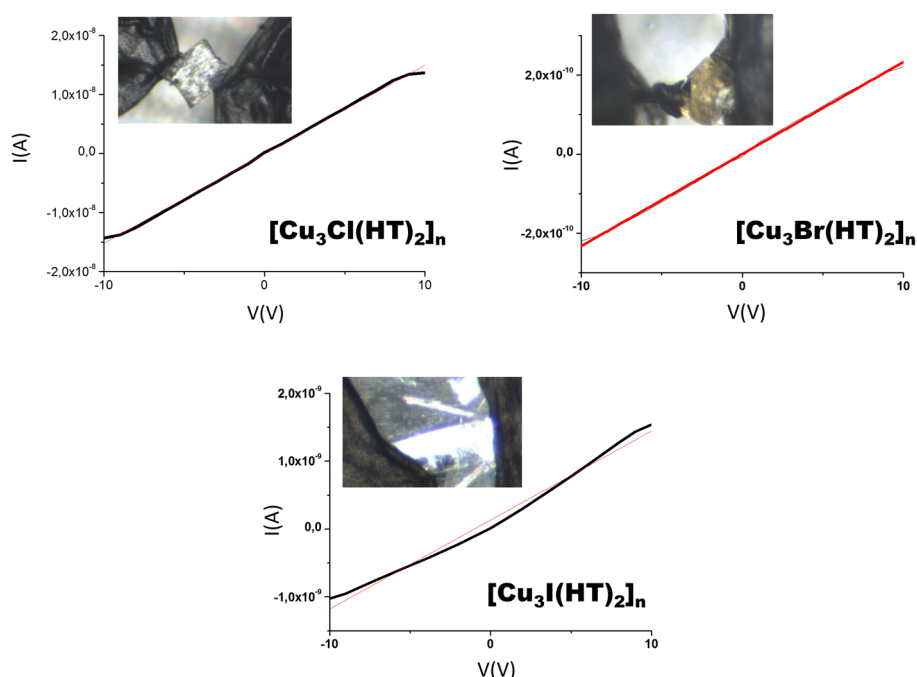 2,0x10⁻⁸
1,0x10⁻⁸
0,0
-1,0x10⁻⁸
-2,0x10⁻⁸
I(A)
-10
0
10
V(V)
[Cu₃Cl(HT)₂]ₙ
2,0x10⁻¹⁰
0,0
-2,0x10⁻¹⁰
I(A)
-10
0
10
V(V)
[Cu₃Br(HT)₂]ₙ
2,0x10⁻⁹
1,0x10⁻⁹
0,0
-1,0x10⁻⁹
I(A)
-10
0
10
V(V)
[Cu₃I(HT)₂]ₙ